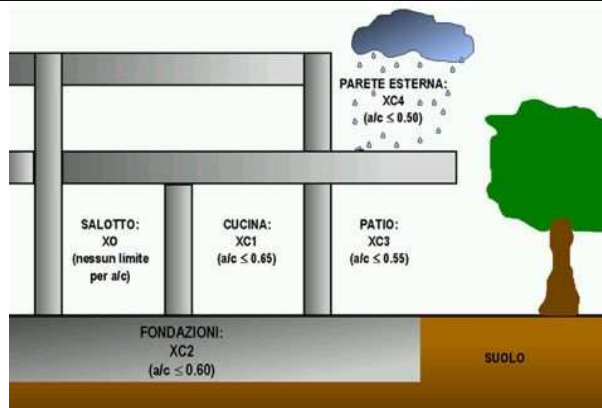 PARETE ESTERNA:
XC4
(a/c ≤ 0.50)
SALOTTO:
XO
(nessun limite
per a/c)
CUCINA:
XC1
(a/c ≤ 0.65)
PATIO:
XC3
(a/c ≤ 0.55)
FONDAZIONI:
XC2
(a/c ≤ 0.60)
SUOLO